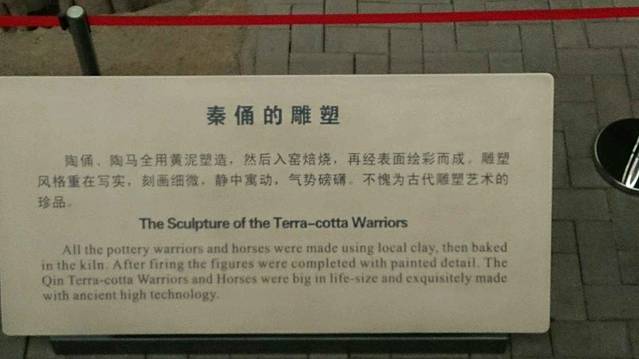 秦俑的雕塑
陶俑、陶马全用黄泥塑造，然后入窑焙烧，再经表面绘彩而成。雕塑
风格重在写实，刻画细微，静中寓动，气势磅礴。不愧为古代雕塑艺术的
珍品。
The Sculpture of the Terra-cotta Warriors
All the pottery warriors and horses were made using local clay, then baked
in the kiln. After firing the figures were completed with painted detail. The
Qin Terra-cotta Warriors and Horses were big in life-size and exquisitely made
with ancient high technology.